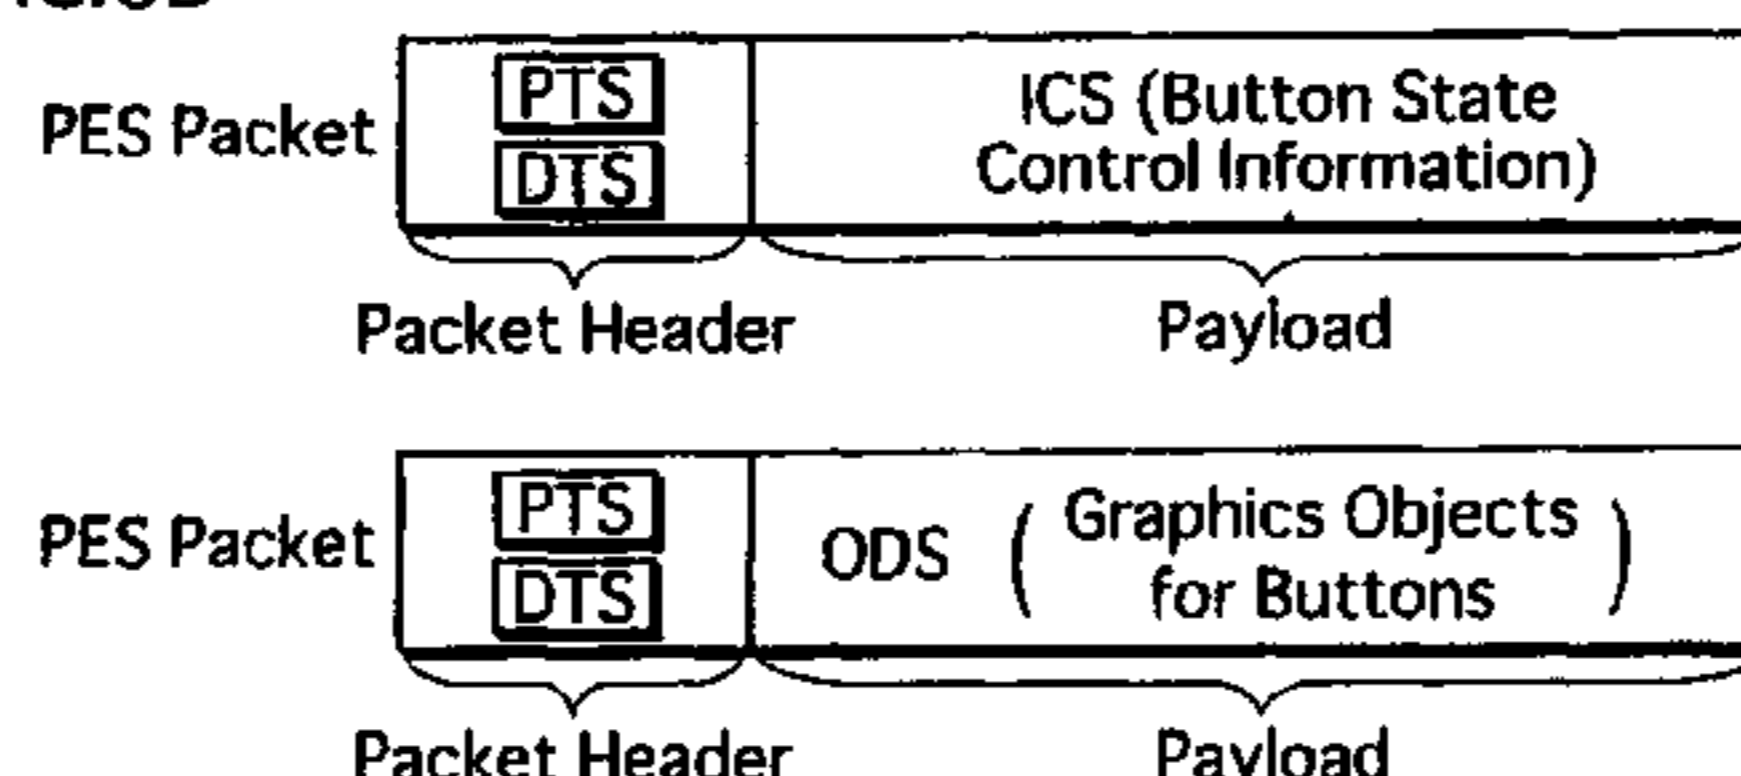 PES Packet
PTS
DTS
ICS (Button State
Control Information)
Packet Header
Payload
PES Packet
PTS
DTS
ODS ( Graphics Objects
for Buttons )
Packet Header
Payload